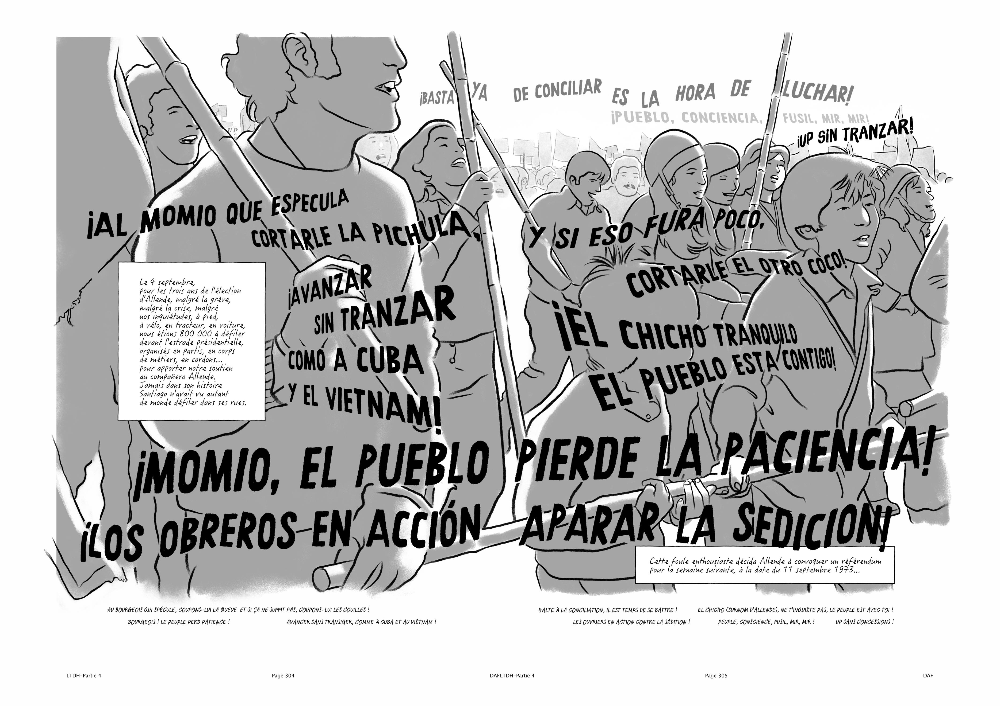 ¡BASTA YA DE CONCILIAR ES LA HORA DE LUCHAR!
¡PUEBLO, CONCIENCIA, FUSIL, MIR, MIR!
¡UP SIN TRANZAR!
UP
¡AL MOMIO QUE ESPECULA
CORTARLE LA PICHULA,
Y SI ESO FURA POCO,
CORTARLE EL OTRO COCO!
Le 4 septembre,
pour les trois ans de l'élection
d'Allende, malgré la grève,
malgré la crise, malgré
nos inquiétudes, à pied,
à vélo, en tracteur, en voiture,
nous étions 800 000 à défiler
devant l'estrade présidentielle,
organisés en partis, en corps
de métiers, en cordons...
pour apporter notre soutien
au compañero Allende.
Jamais dans son histoire
Santiago n'avait vu autant
de monde défiler dans ses rues.
¡AVANZAR
SIN TRANZAR
COMO A CUBA
Y EL VIETNAM!
¡EL CHICHO TRANQUILO
EL PUEBLO ESTA CONTIGO!
¡MOMIO, EL PUEBLO PIERDE LA PACIENCIA!
¡LOS OBREROS EN ACCIÓN APARAR LA SEDICION!
Cette foule enthousiaste décida Allende à convoquer un référendum
pour la semaine suivante, à la date du 11 septembre 1973...
AU BOURGEOIS QUI SPÉCULE, COUPONS-LUI LA QUEUE ET SI ÇA NE SUFFIT PAS, COUPONS-LUI LES COUILLES !
BOURGEOIS ! LE PEUPLE PERD PATIENCE ! AVANCER SANS TRANSIGER, COMME À CUBA ET AU VIÊTNAM !
HALTE À LA CONCILIATION, IL EST TEMPS DE SE BATTRE ! EL CHICHO (SURNOM D'ALLENDE), NE T'INQUIÈTE PAS, LE PEUPLE EST AVEC TOI !
LES OUVRIERS EN ACTION CONTRE LA SÉDITION ! PEUPLE, CONSCIENCE, FUSIL, MIR, MIR ! UP SANS CONCESSIONS !
LTDH-Partie 4 Page 304 DAFLTDH-Partie 4 Page 305 DAF